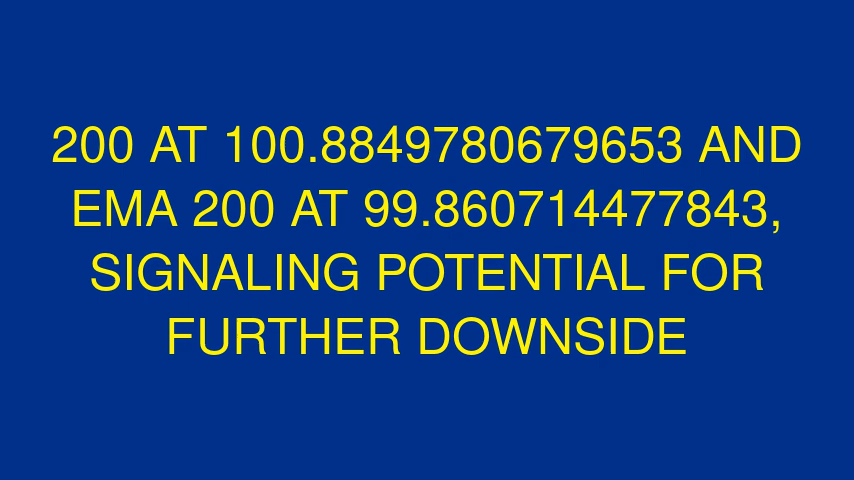 200 AT 100.8849780679653 AND
EMA 200 AT 99.860714477843,
SIGNALING POTENTIAL FOR
FURTHER DOWNSIDE